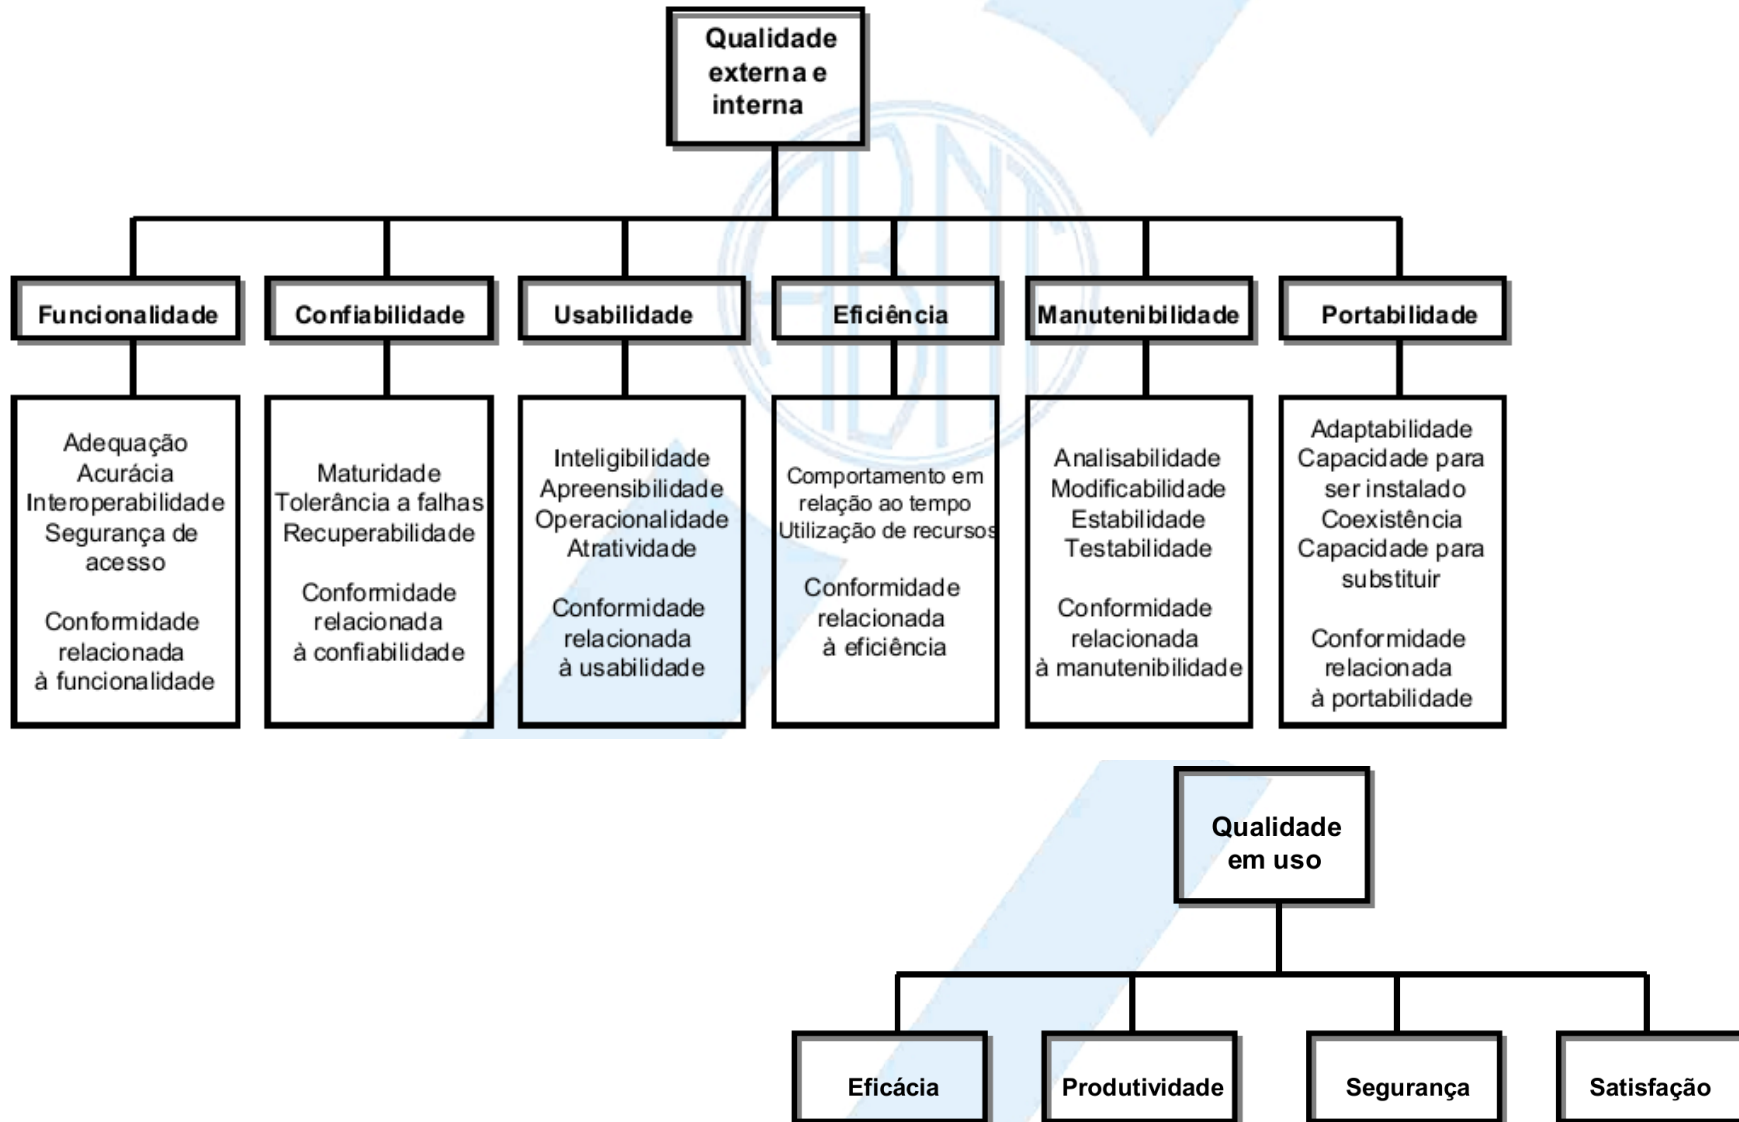 Qualidade
externa e
interna
ABNT
Funcionalidade
Confiabilidade
Usabilidade
Eficiência
Manutenibilidade
Portabilidade
Adequação
Acurácia
Interoperabilidade
Segurança de
acesso
Conformidade
relacionada
à funcionalidade
Maturidade
Tolerância a falhas
Recuperabilidade
Conformidade
relacionada
à confiabilidade
Inteligibilidade
Apreensibilidade
Operacionalidade
Atratividade
Conformidade
relacionada
à usabilidade
Comportamento em
relação ao tempo
Utilização de recursos
Conformidade
relacionada
à eficiência
Analisabilidade
Modificabilidade
Estabilidade
Testabilidade
Conformidade
relacionada
à manutenibilidade
Adaptabilidade
Capacidade para
ser instalado
Coexistência
Capacidade para
substituir
Conformidade
relacionada
à portabilidade
Qualidade
em uso
Eficácia
Produtividade
Segurança
Satisfação